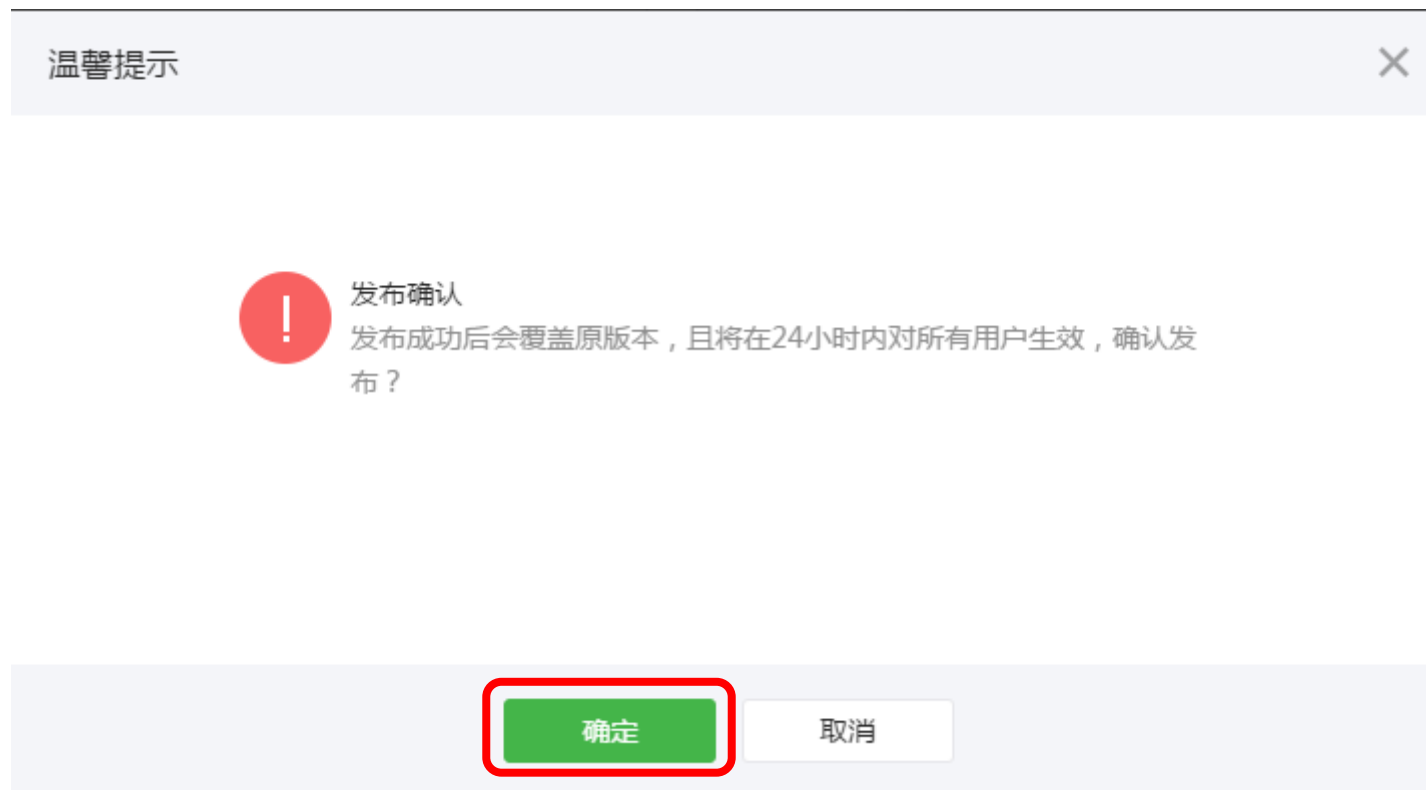 温馨提示
发布确认
发布成功后会覆盖原版本，且将在24小时内对所有用户生效，确认发
布？
确定
取消